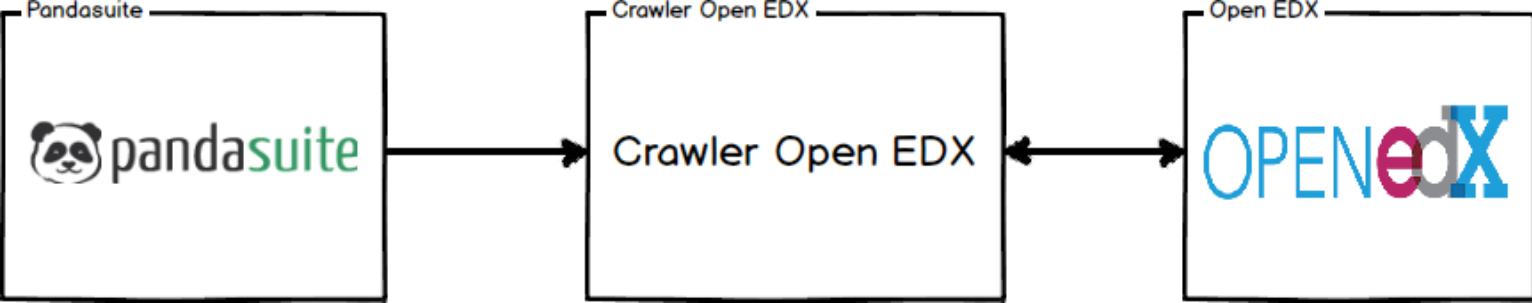 Pandasuite
Crawler Open EDX
Open EDX
pandasuite
Crawler Open EDX
OPENedX